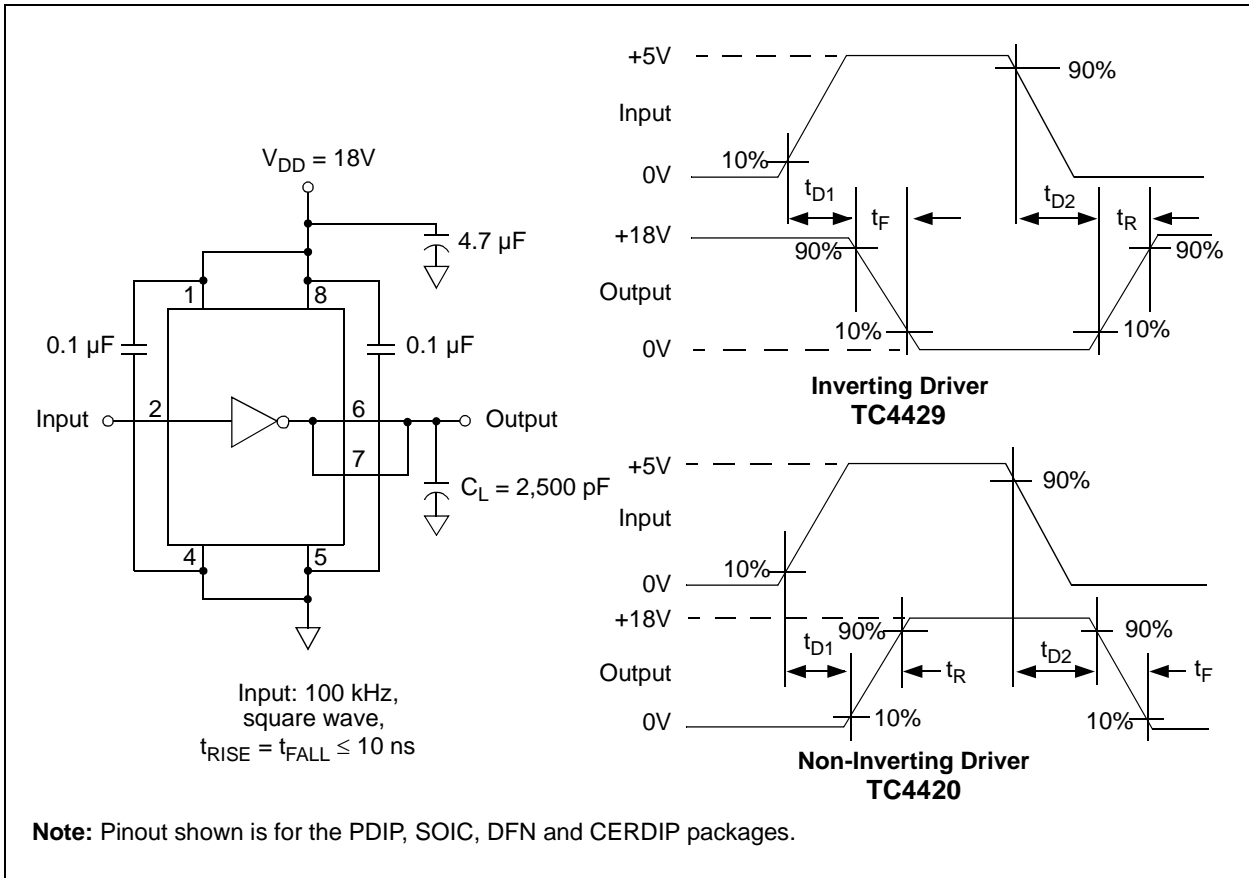 V_DD = 18V
4.7 µF
1
8
0.1 µF
0.1 µF
Input
2
6
Output
7
C_L = 2,500 pF
4
5
Input: 100 kHz,
square wave,
t_RISE = t_FALL ≤ 10 ns
+5V
90%
Input
10%
0V
t_D1
t_F
t_D2
t_R
+18V
90%
90%
Output
10%
10%
0V
Inverting Driver
TC4429
+5V
90%
Input
10%
0V
+18V
90%
90%
t_D1
t_D2
t_R
t_F
Output
10%
10%
0V
Non-Inverting Driver
TC4420
Note: Pinout shown is for the PDIP, SOIC, DFN and CERDIP packages.